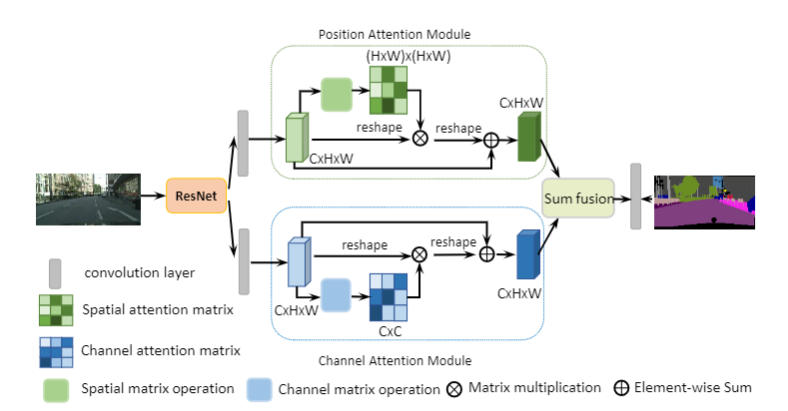 Position Attention Module
(HxW)x(HxW)
CxHxW
reshape
reshape
CxHxW
ResNet
Sum fusion
reshape
reshape
convolution layer
CxHxW
CxHxW
Spatial attention matrix
CxC
Channel attention matrix
Channel Attention Module
Spatial matrix operation
Channel matrix operation
Matrix multiplication
Element-wise Sum